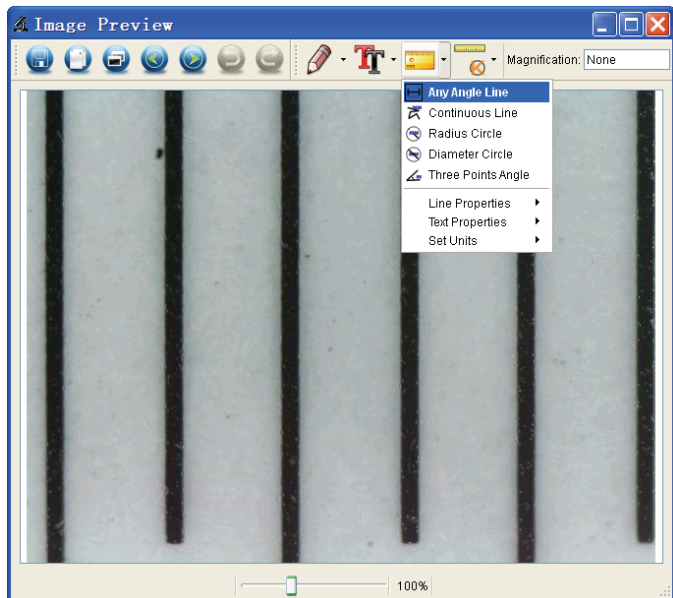 Image Preview
TT
K
Magnification: None
Any Angle Line
Continuous Line
Radius Circle
Diameter Circle
Three Points Angle
Line Properties
Text Properties
Set Units
100%